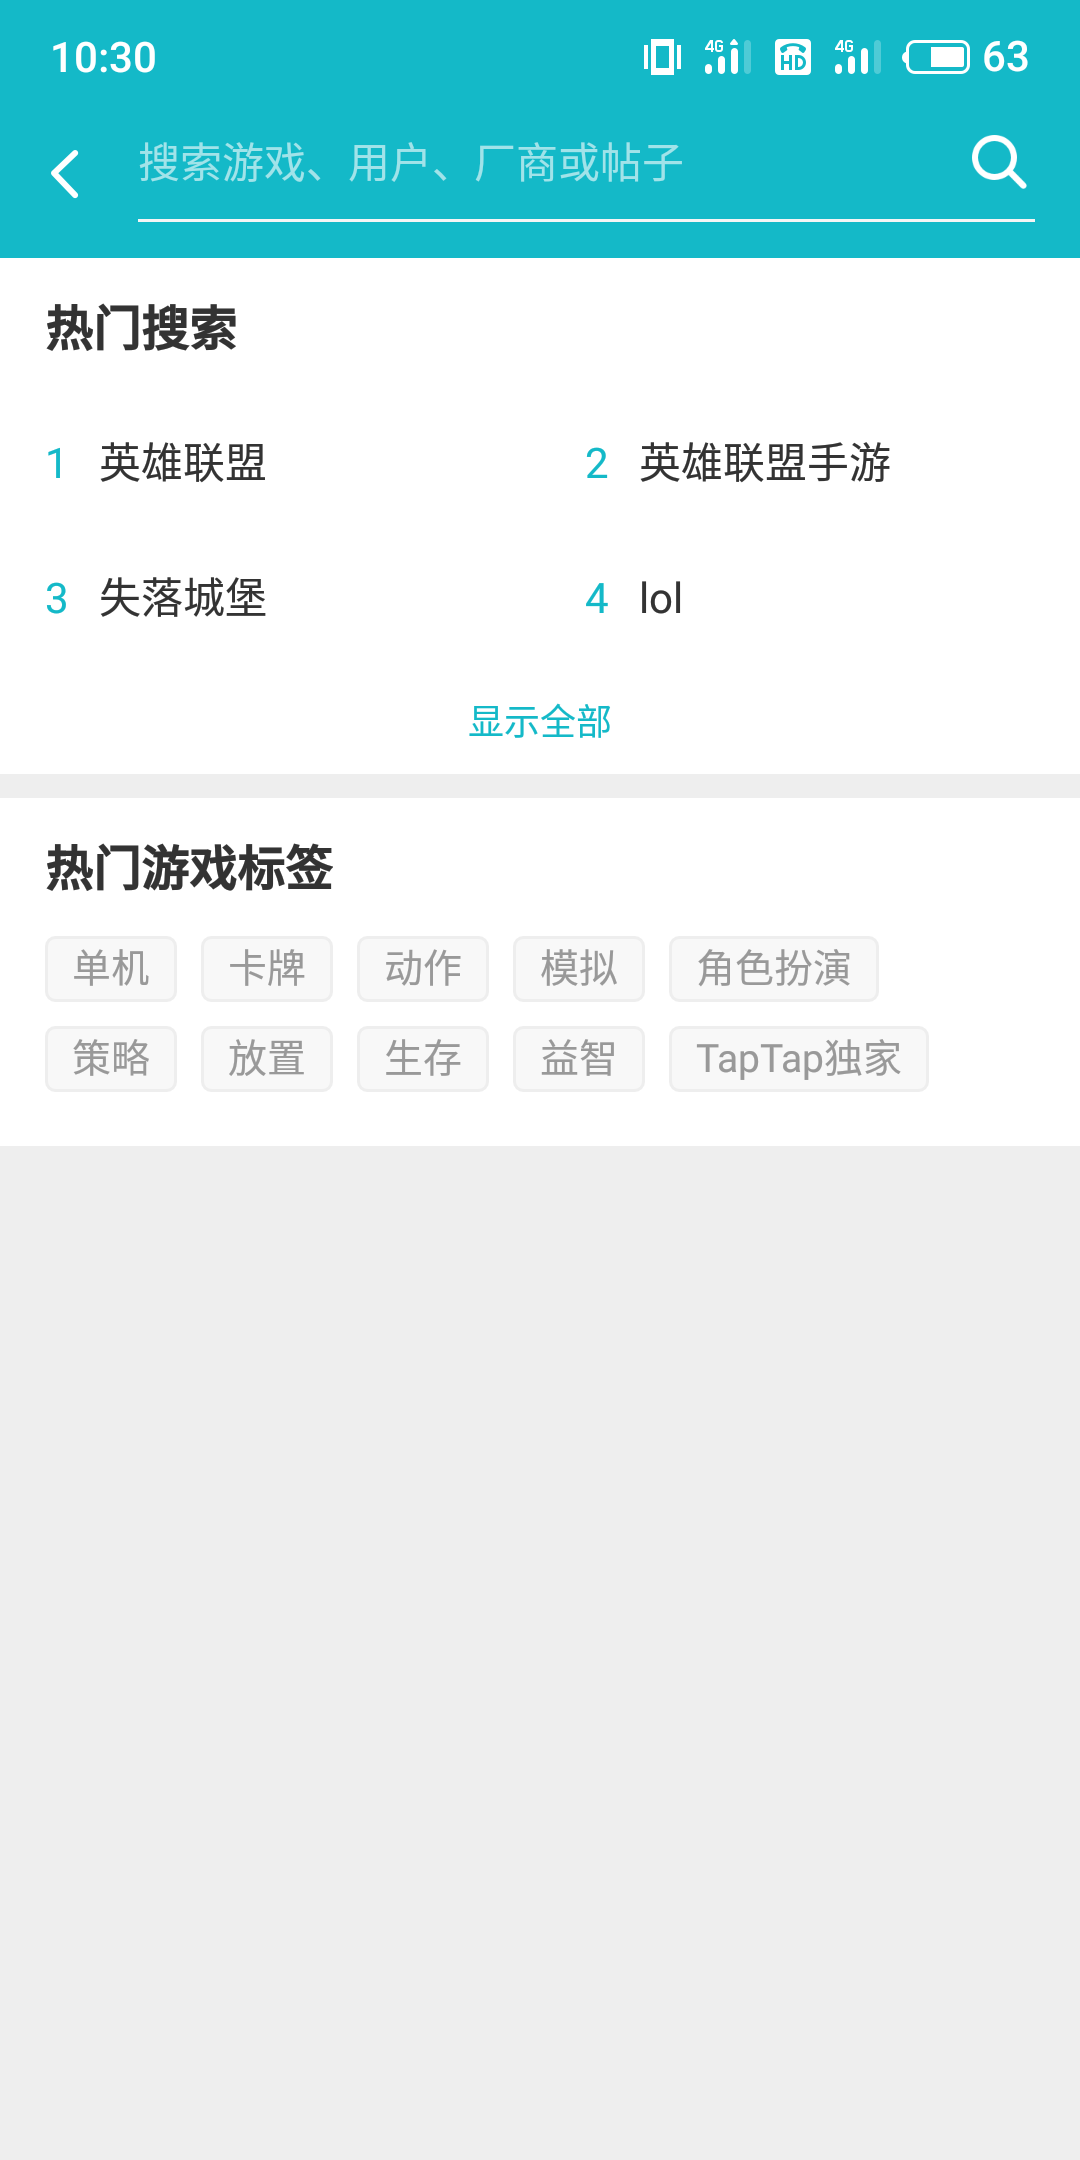 10:30 4G HD 4G 63
搜索游戏、用户、厂商或帖子
热门搜索
1 英雄联盟 2 英雄联盟手游
3 失落城堡 4 lol
显示全部
热门游戏标签
单机 卡牌 动作 模拟 角色扮演
策略 放置 生存 益智 TapTap独家